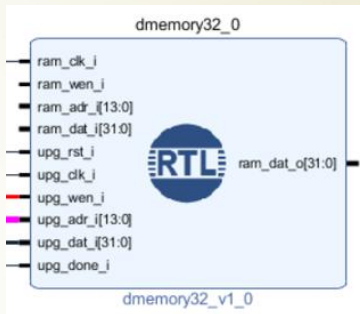 dmemory32_0
ram_clk_i
ram_wen_i
ram_adr_i[13:0]
ram_dat_i[31:0]
upg_rst_i
upg_clk_i
upg_wen_i
upg_adr_i[13:0]
upg_dat_i[31:0]
upg_done_i
RTL
ram_dat_o[31:0]
dmemory32_v1_0